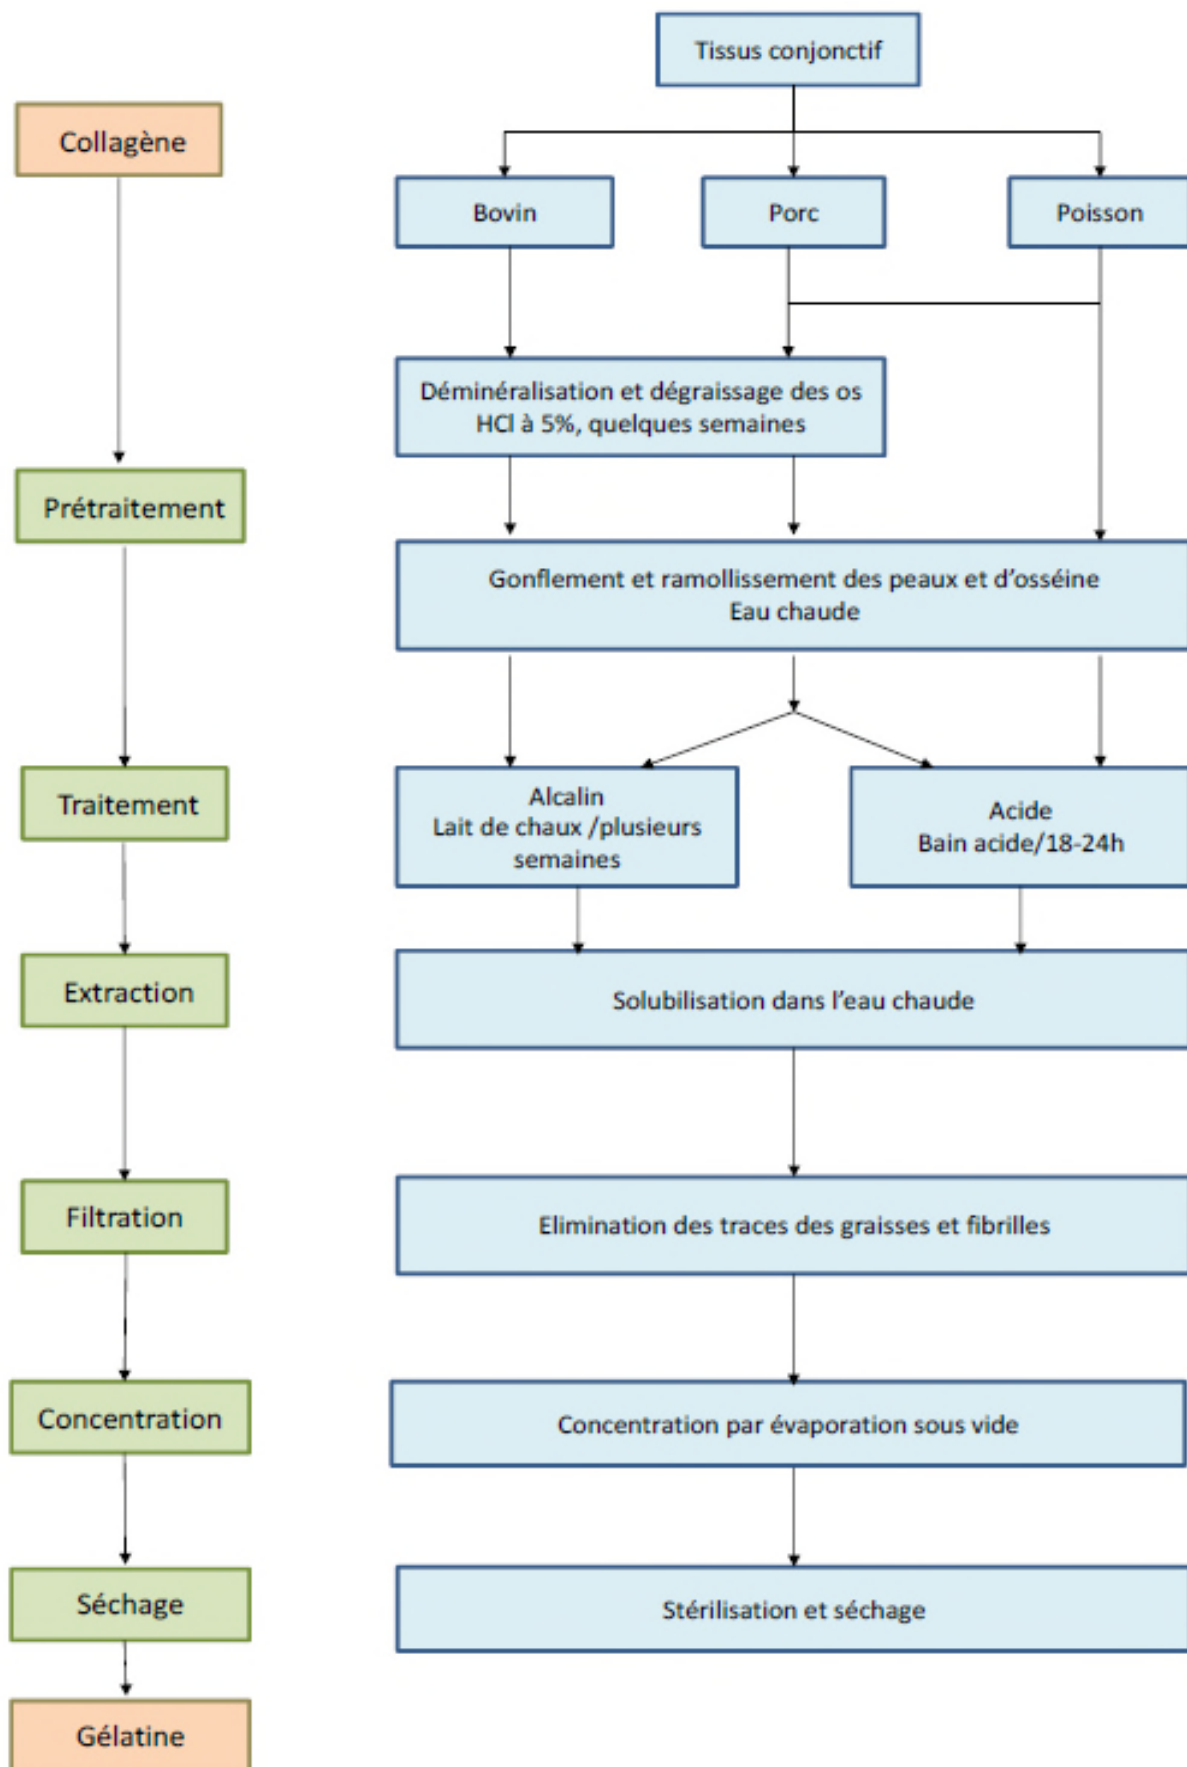 Tissus conjonctif
Collagène
Bovin
Porc
Poisson
Déminéralisation et dégraissage des os
HCl à 5%, quelques semaines
Prétraitement
Gonflement et ramollissement des peaux et d'osséine
Eau chaude
Traitement
Alcalin
Lait de chaux /plusieurs
semaines
Acide
Bain acide/18-24h
Extraction
Solubilisation dans l'eau chaude
Filtration
Elimination des traces des graisses et fibrilles
Concentration
Concentration par évaporation sous vide
Séchage
Stérilisation et séchage
Gélatine